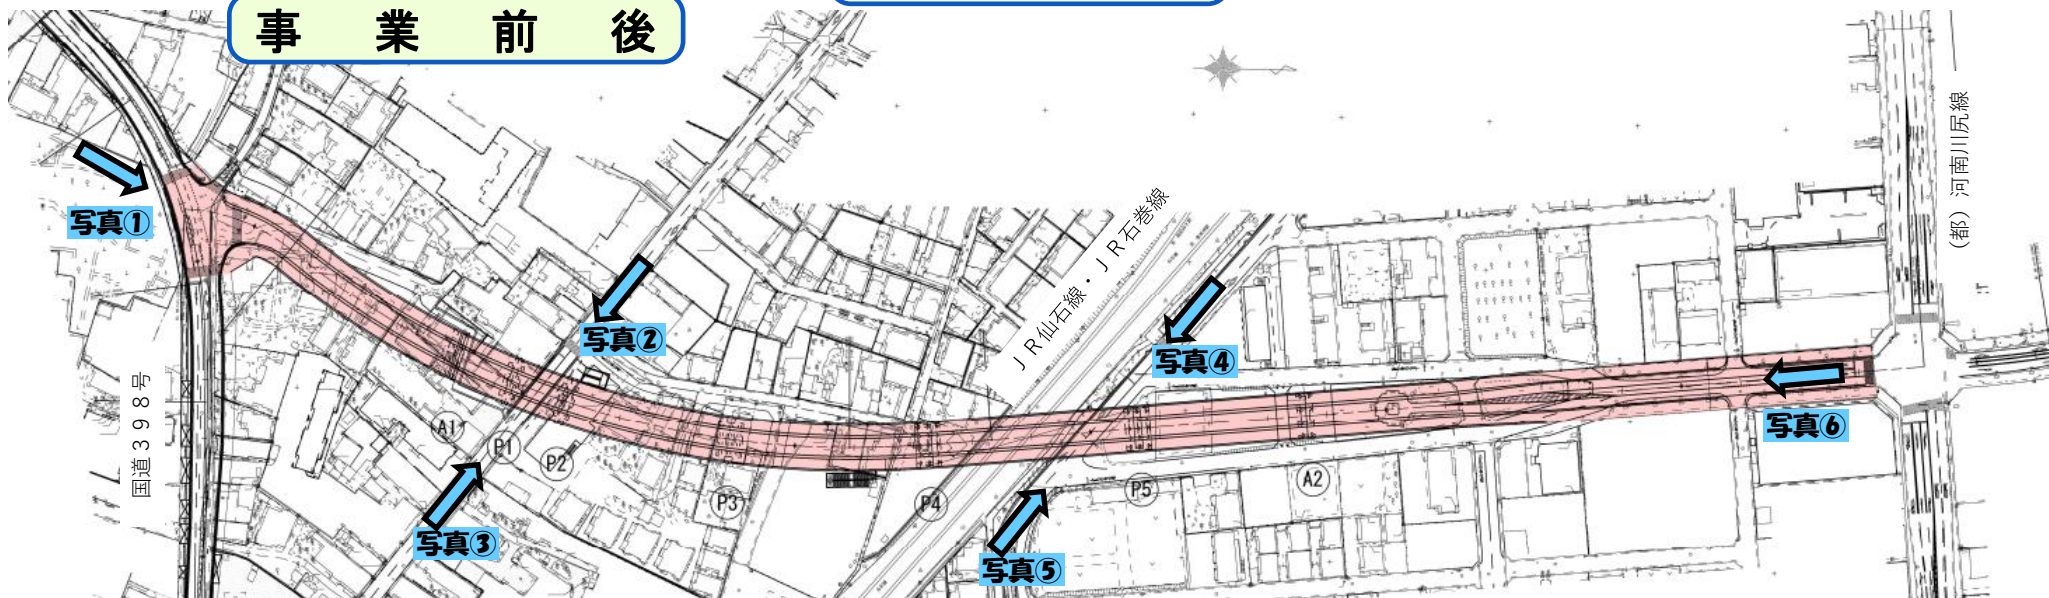 事業前後
(都)河南川尻線
写真①
JR仙石線・JR石巻線
写真②
写真④
国道398号
写真⑥
A1
P1
P2
P3
P4
P5
A2
写真③
写真⑤